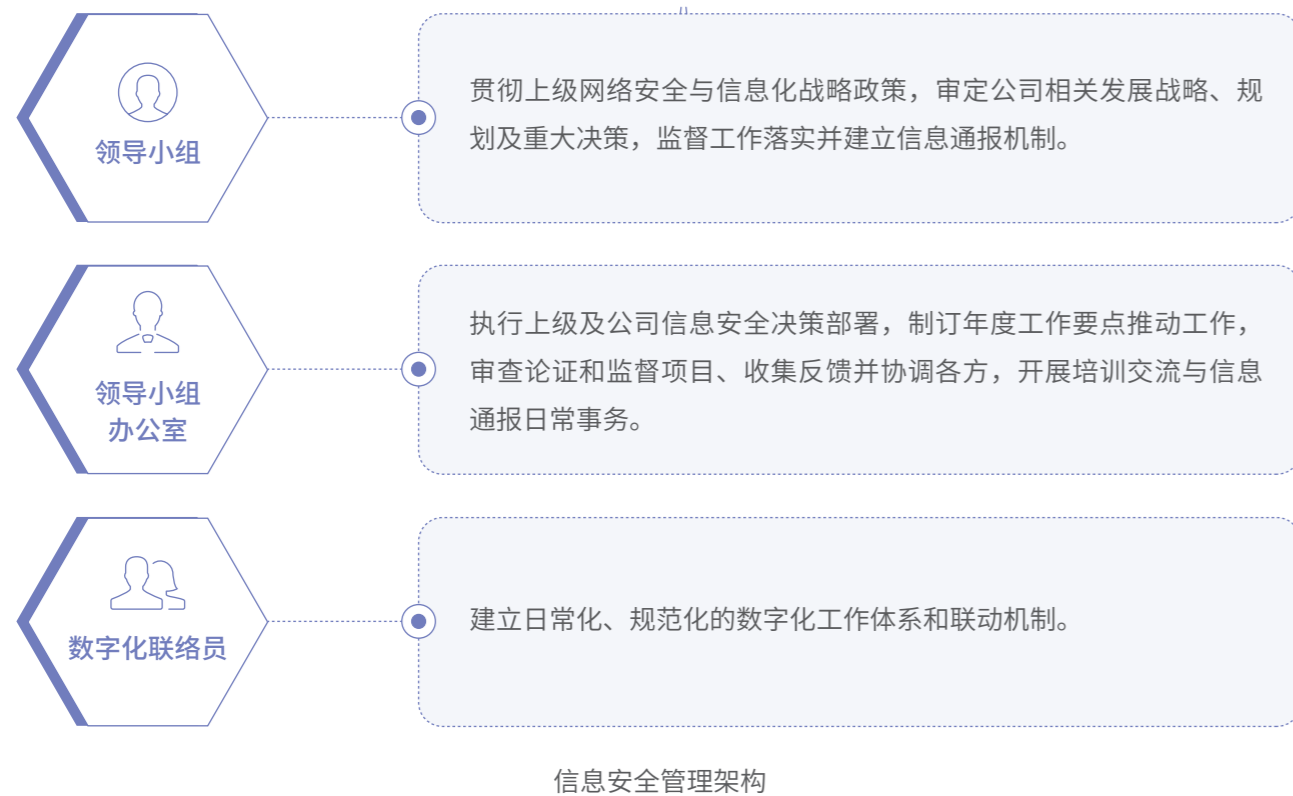 领导小组
贯彻上级网络安全与信息化战略政策，审定公司相关发展战略、规
划及重大决策，监督工作落实并建立信息通报机制。
领导小组
办公室
执行上级及公司信息安全决策部署，制订年度工作要点推动工作，
审查论证和监督项目、收集反馈并协调各方，开展培训交流与信息
通报日常事务。
数字化联络员
建立日常化、规范化的数字化工作体系和联动机制。
信息安全管理架构